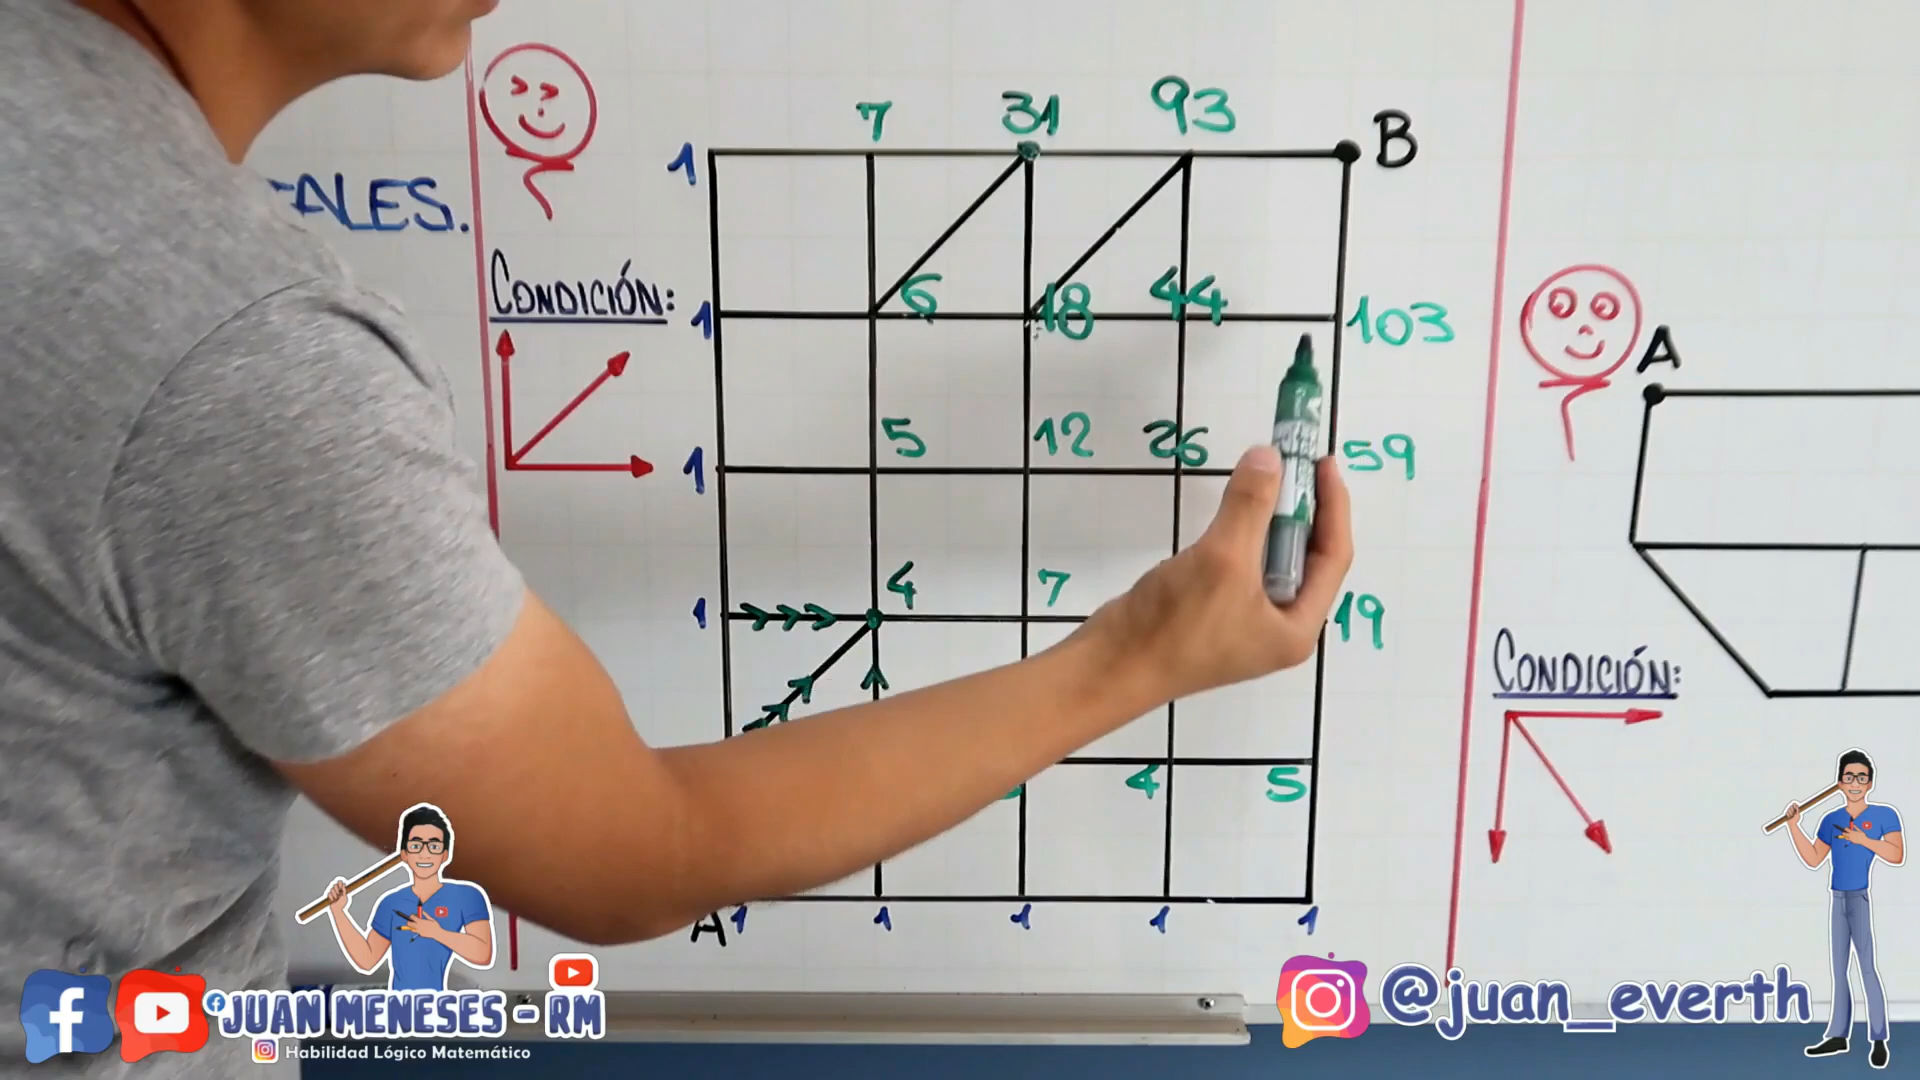 EALES.
CONDICIÓN:
7 31 93 B
1
1 6 18 44 103
1 5 12 26 59
1 4 7 19
4 5
A 1 1 1 1 1
A
CONDICIÓN:
JUAN MENESES - RM
Habilidad Lógico Matemático
@juan_everth